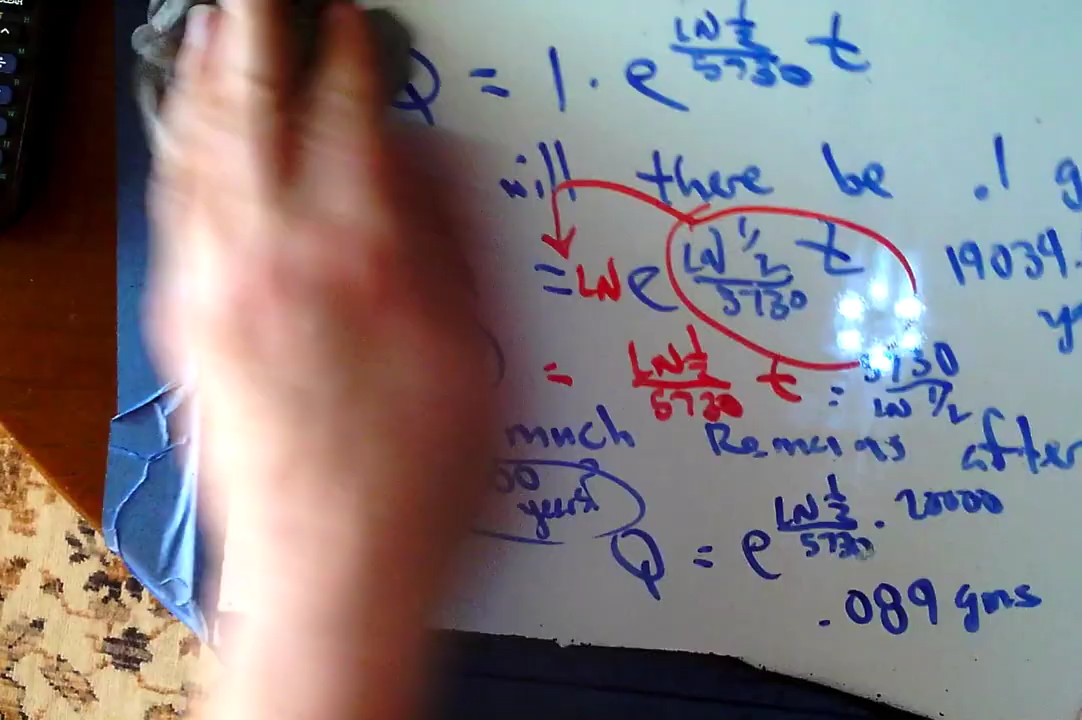 Q = 1 · e^(LN ½ / 5730) t
will there be .1 g
= LN e^(LN ½ / 5730) t 19034.
= LN ½ / 5730 t = 5730 / LN ½
much Remains after
years
Q = e^(LN ½ / 5730) · 20000
.089 gms